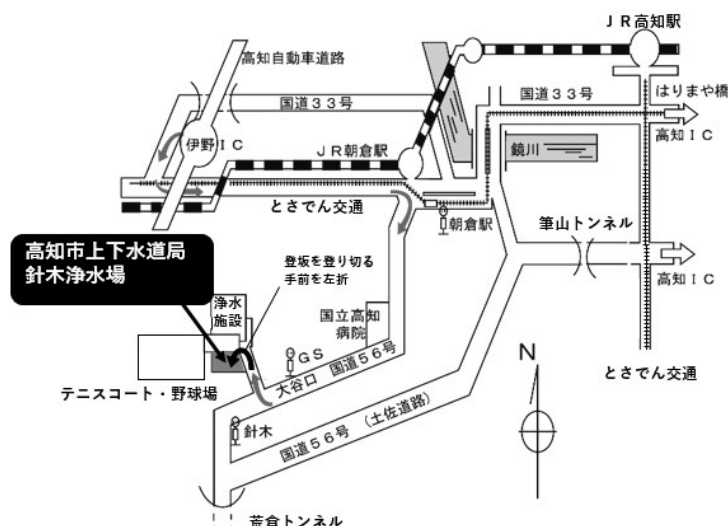 ＪＲ高知駅
高知自動車道路
はりまや橋
国道３３号
国道３３号
伊野ＩＣ
高知ＩＣ
ＪＲ朝倉駅
鏡川
とさでん交通
朝倉駅
筆山トンネル
高知市上下水道局
針木浄水場
登坂を登り切る
手前を左折
高知ＩＣ
浄水
施設
国立高知
病院
ＧＳ
Ｎ
大谷口
国道５６号
とさでん交通
テニスコート・野球場
針木
国道５６号（土佐道路）
荒倉トンネル